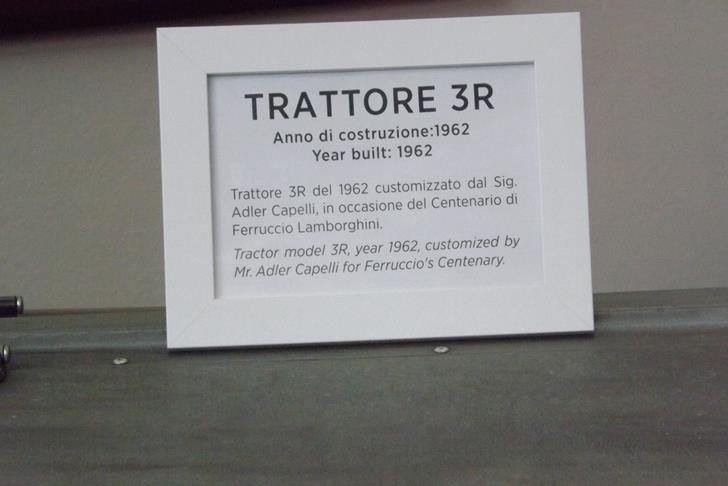 TRATTORE 3R
Anno di costruzione:1962
Year built: 1962
Trattore 3R del 1962 customizzato dal Sig.
Adler Capelli, in occasione del Centenario di
Ferruccio Lamborghini.
Tractor model 3R, year 1962, customized by
Mr. Adler Capelli for Ferruccio's Centenary.